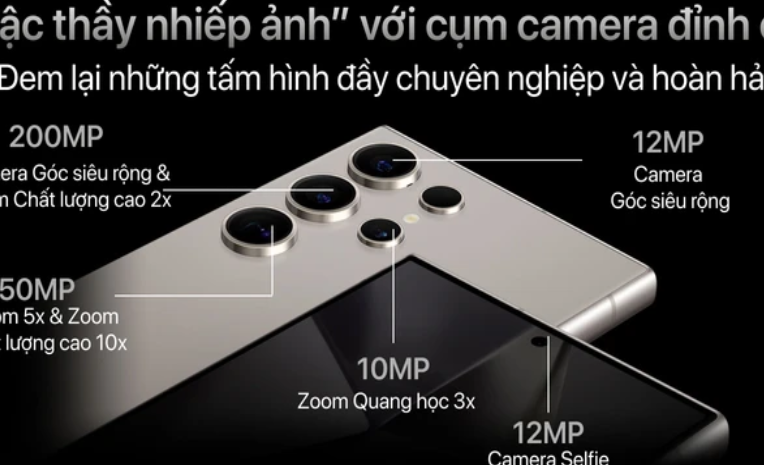 ậc thầy nhiếp ảnh” với cụm camera đỉnh
Đem lại những tấm hình đầy chuyên nghiệp và hoàn hả
200MP
era Góc siêu rộng &
m Chất lượng cao 2x
12MP
Camera
Góc siêu rộng
50MP
om 5x & Zoom
t lượng cao 10x
10MP
Zoom Quang học 3x
12MP
Camera Selfie